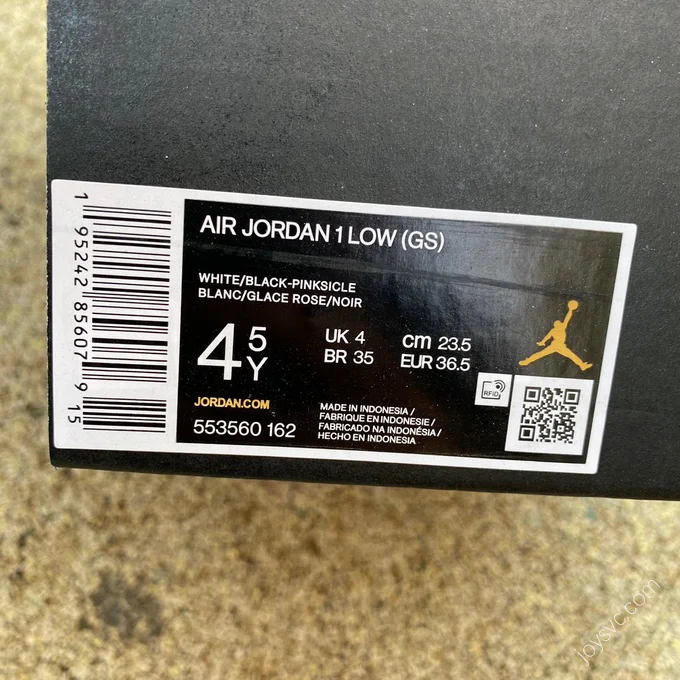 AIR JORDAN 1 LOW (GS)
WHITE/BLACK-PINKSICLE
BLANC/GLACE ROSE/NOIR
4 5 Y
UK 4
BR 35
cm 23.5
EUR 36.5
JORDAN.COM
553560 162
MADE IN INDONESIA /
FABRIQUE EN INDONESIE /
FABRICADO NA INDONÉSIA /
HECHO EN INDONESIA
RFID
1 95242 85607 9 15
joysvc.com